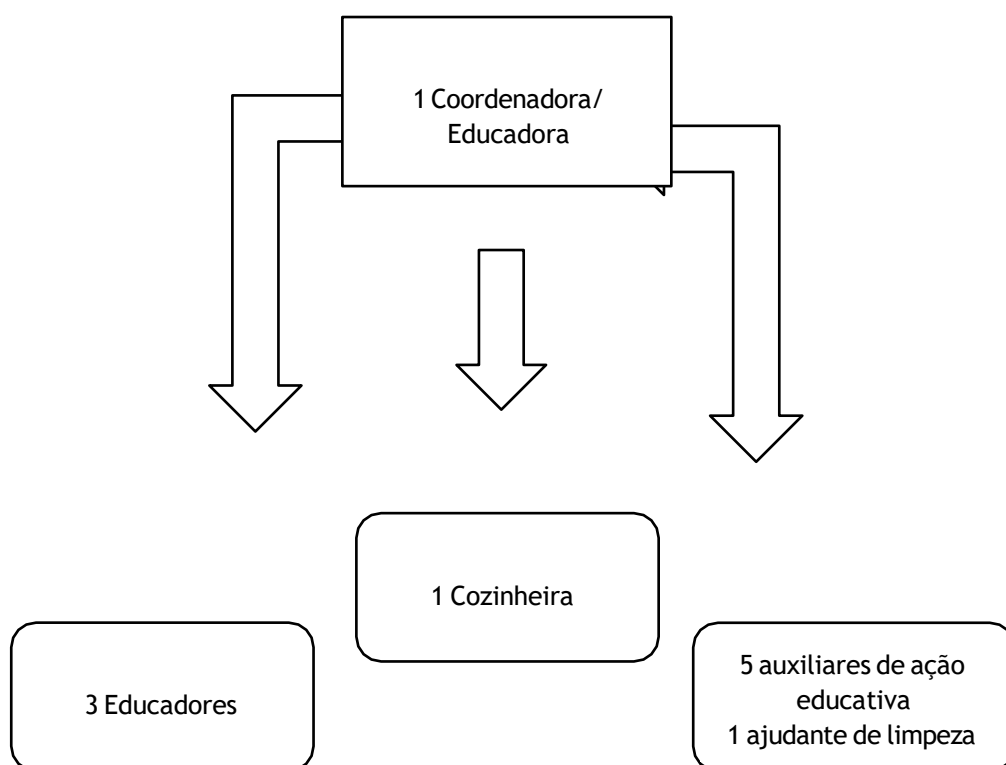 1 Coordenadora/
Educadora
1 Cozinheira
3 Educadores
5 auxiliares de ação
educativa
1 ajudante de limpeza